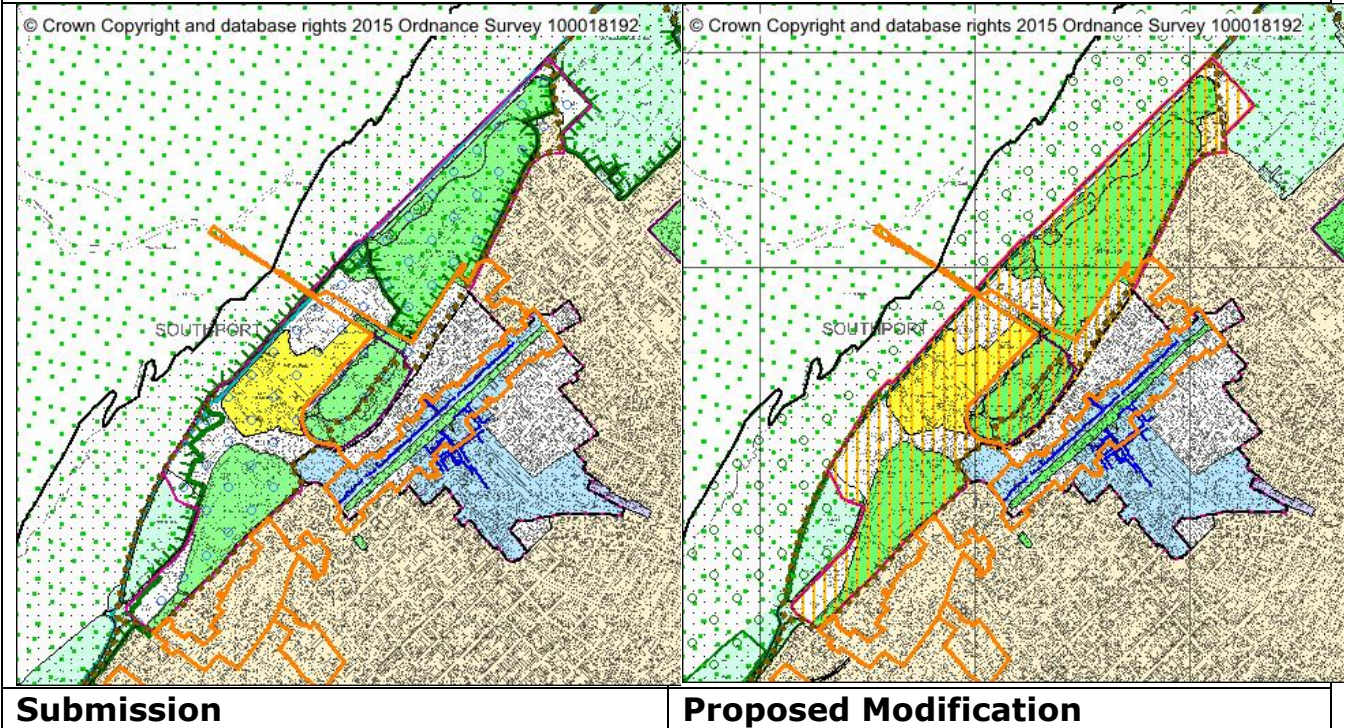 © Crown Copyright and database rights 2015 Ordnance Survey 100018192
© Crown Copyright and database rights 2015 Ordnance Survey 100018192
SOUTHPORT
SOUTHPORT
Submission
Proposed Modification